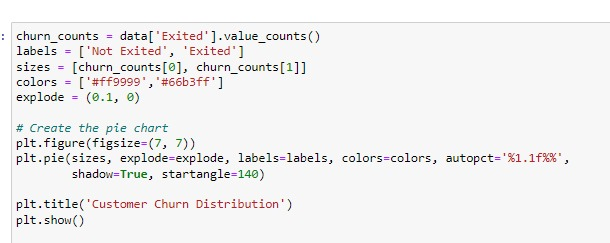 :
churn_counts = data['Exited'].value_counts()
labels = ['Not Exited', 'Exited']
sizes = [churn_counts[0], churn_counts[1]]
colors = ['#ff9999','#66b3ff']
explode = (0.1, 0)

# Create the pie chart
plt.figure(figsize=(7, 7))
plt.pie(sizes, explode=explode, labels=labels, colors=colors, autopct='%1.1f%%',
        shadow=True, startangle=140)

plt.title('Customer Churn Distribution')
plt.show()